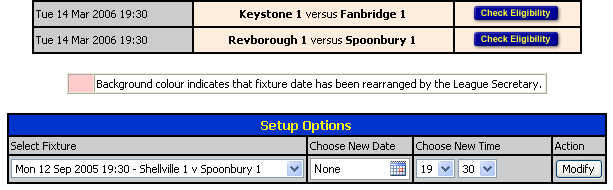 Tue 14 Mar 2006 19:30 Keystone 1 versus Fanbridge 1 Check Eligibility
Tue 14 Mar 2006 19:30 Revborough 1 versus Spoonbury 1 Check Eligibility
Background colour indicates that fixture date has been rearranged by the League Secretary.
Setup Options
Select Fixture Choose New Date Choose New Time Action
Mon 12 Sep 2005 19:30 - Shellville 1 v Spoonbury 1 None 19 30 Modify